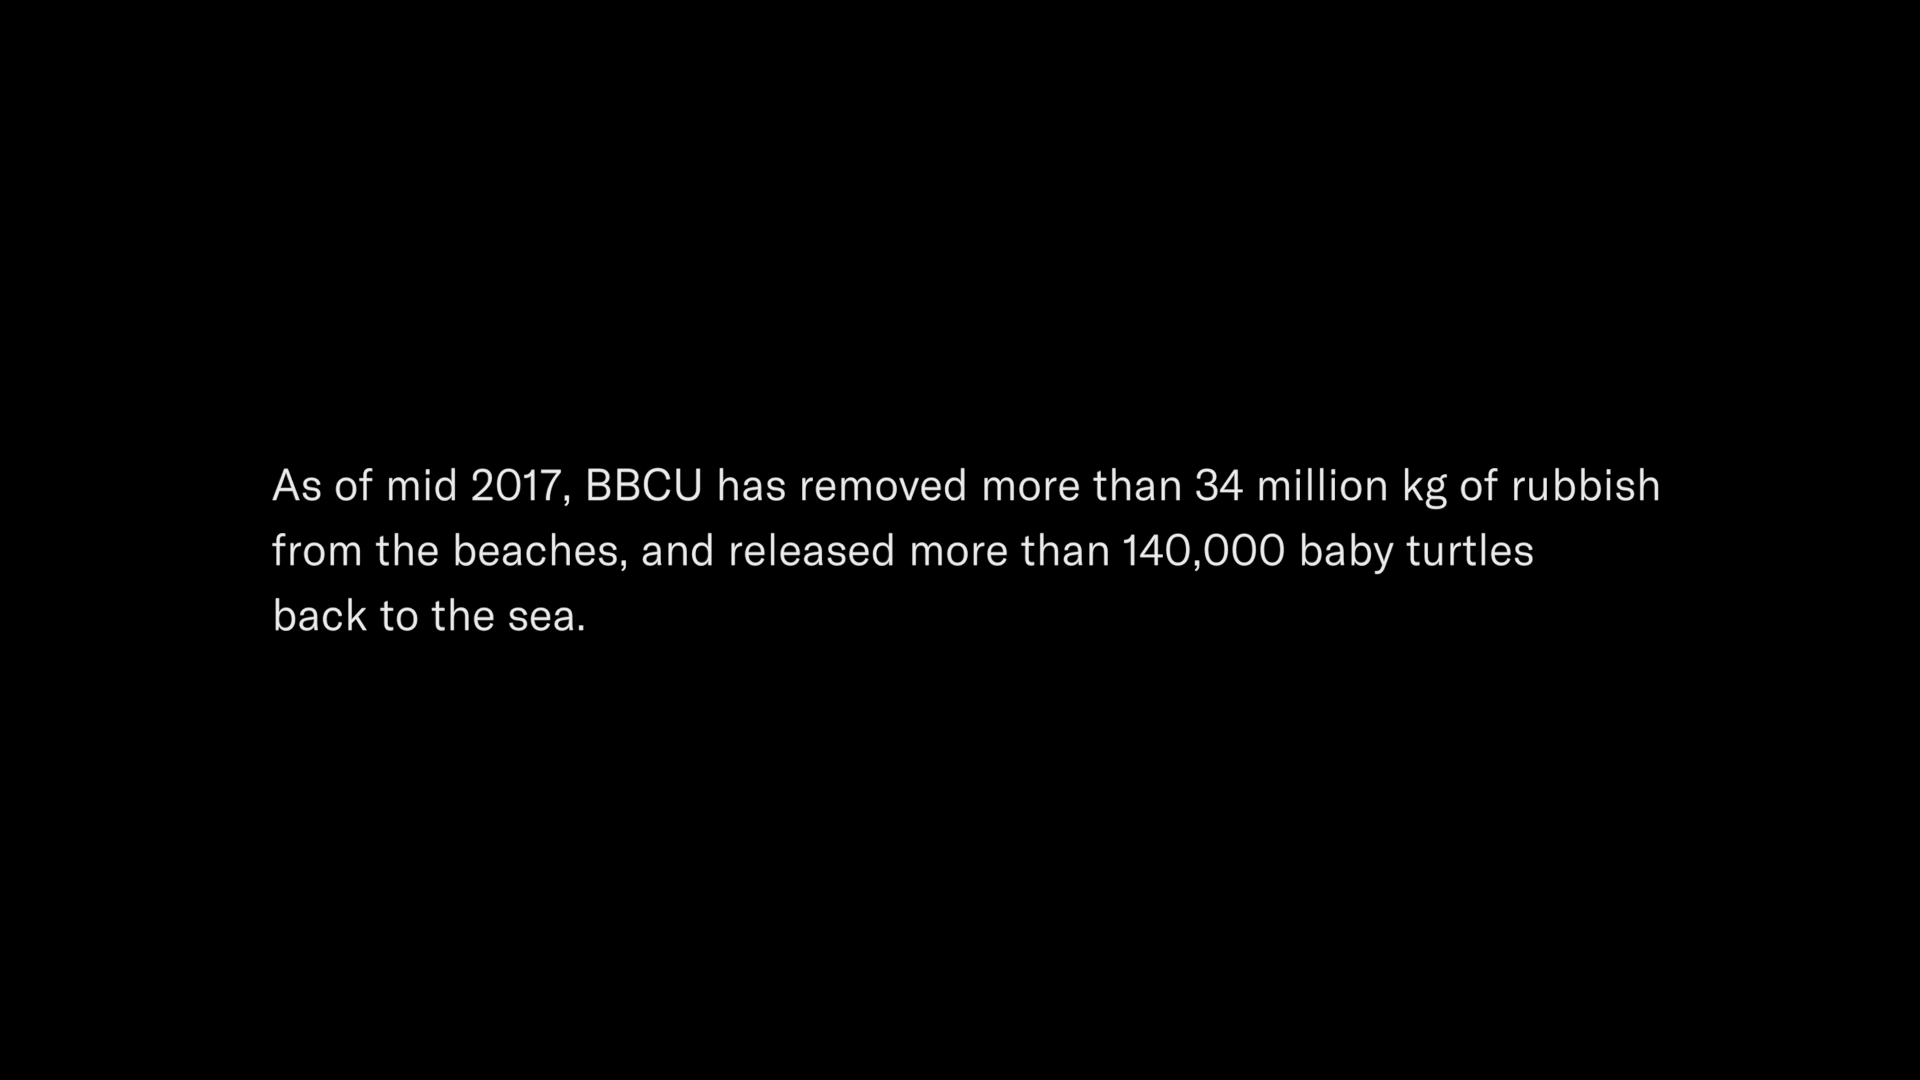 As of mid 2017, BBCU has removed more than 34 million kg of rubbish
from the beaches, and released more than 140,000 baby turtles
back to the sea.